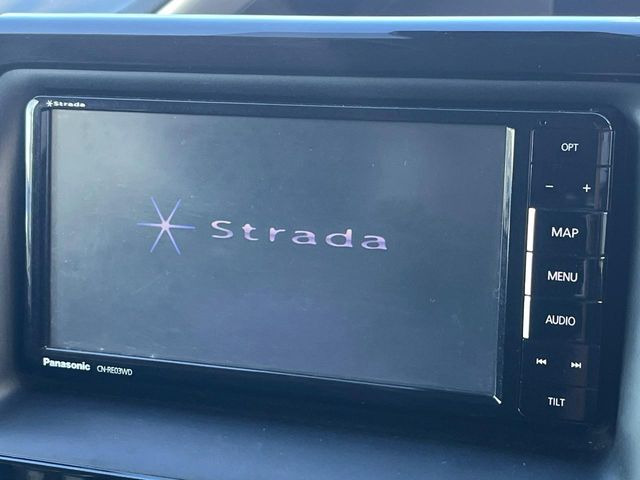 Strada
OPT
− +
MAP
Strada
MENU
AUDIO
Panasonic CN-RE03WD
TILT